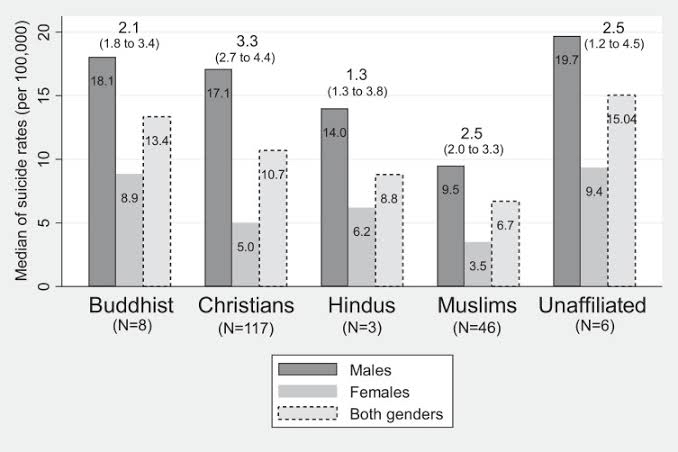 Median of suicide rates (per 100,000)
20
15
10
5
0
2.1
(1.8 to 3.4)
18.1
8.9
13.4
3.3
(2.7 to 4.4)
17.1
5.0
10.7
1.3
(1.3 to 3.8)
14.0
6.2
8.8
2.5
(2.0 to 3.3)
9.5
3.5
6.7
2.5
(1.2 to 4.5)
19.7
9.4
15.04
Buddhist
(N=8)
Christians
(N=117)
Hindus
(N=3)
Muslims
(N=46)
Unaffiliated
(N=6)
Males
Females
Both genders